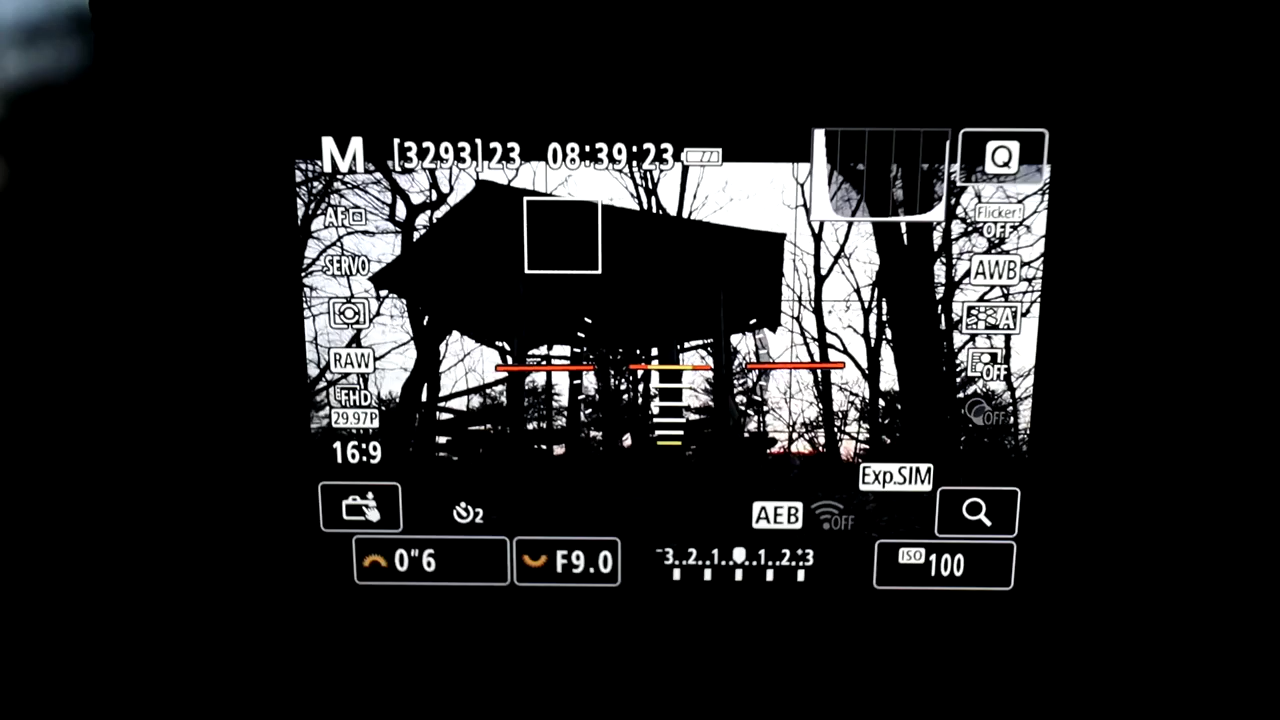 M [3293]23 08:39:23
Q
AF
Flicker!
OFF
SERVO
AWB
A
RAW
OFF
LFHD
29.97P
OFF
16:9
Exp.SIM
2
AEB
OFF
0"6
F9.0
-3..2..1..0..1..2..+3
ISO 100